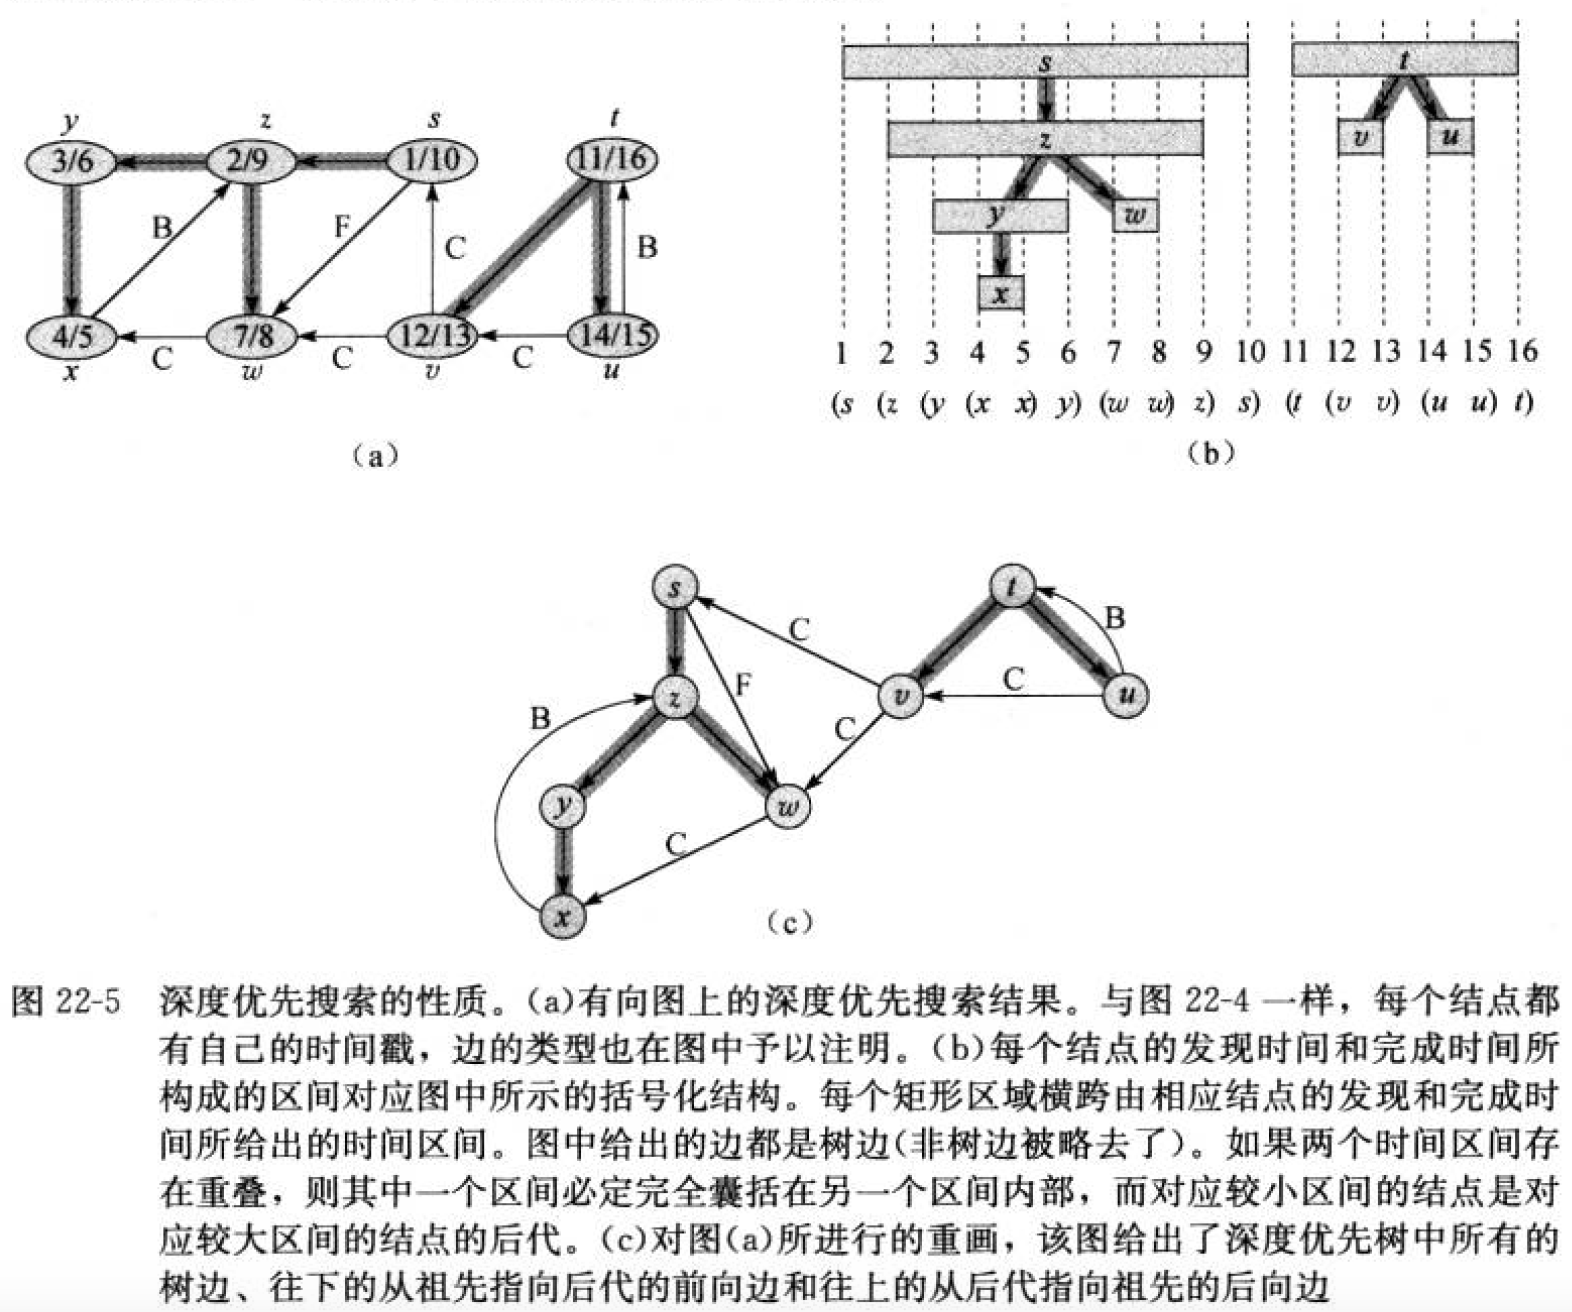 y z s t
3/6 2/9 1/10 11/16
B F C B
4/5 7/8 12/13 14/15
C C C
x w v u
(a)
s t
z v u
y w
x
1 2 3 4 5 6 7 8 9 10 11 12 13 14 15 16
(s (z (y (x x) y) (w w) z) s) (t (v v) (u u) t)
(b)
s t
C B
z F v C u
B C
y w
C
x
(c)
图 22-5 深度优先搜索的性质。(a)有向图上的深度优先搜索结果。与图 22-4 一样，每个结点都
有自己的时间戳，边的类型也在图中予以注明。(b)每个结点的发现时间和完成时间所
构成的区间对应图中所示的括号化结构。每个矩形区域横跨由相应结点的发现和完成时
间所给出的时间区间。图中给出的边都是树边(非树边被略去了)。如果两个时间区间存
在重叠，则其中一个区间必定完全囊括在另一个区间内部，而对应较小区间的结点是对
应较大区间的结点的后代。(c)对图(a)所进行的重画，该图给出了深度优先树中所有的
树边、往下的从祖先指向后代的前向边和往上的从后代指向祖先的后向边